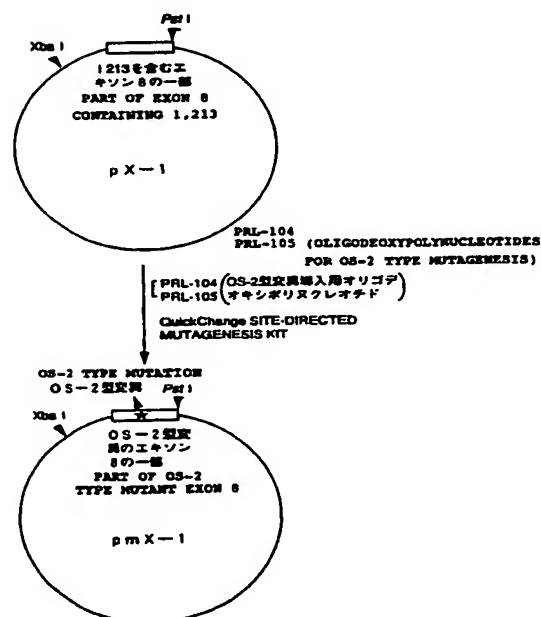 Pst I
Xba I
1213を含むエ
キソン8の一部
PART OF EXON 8
CONTAINING 1,213
pX-1
PRL-104
PRL-105 (OLIGODEOXYPOLYNUCLEOTIDES
FOR OS-2 TYPE MUTAGENESIS)
PRL-104(OS-2型変異導入用オリゴデ
PRL-105(オキシポリヌクレオチド)
QuickChange SITE-DIRECTED
MUTAGENESIS KIT
OS-2 TYPE MUTATION
OS-2型変異
Pst I
Xba I
OS-2型変
異のエキソン
8の一部
PART OF OS-2
TYPE MUTANT EXON 8
pmX-1